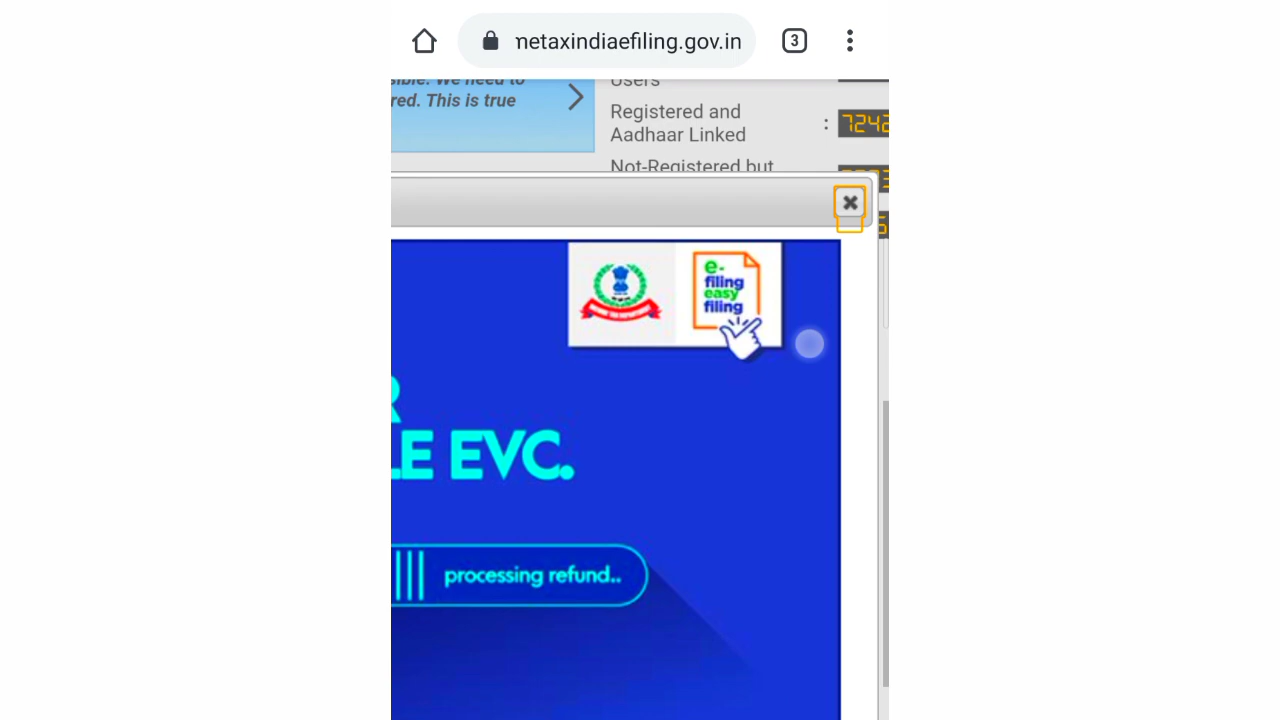 netaxindiaefiling.gov.in
3
sible. We need to
red. This is true
Users
Registered and
Aadhaar Linked
:
7242
Not-Registered but
e-
filing
easy
filing
R
LE EVC.
processing refund..